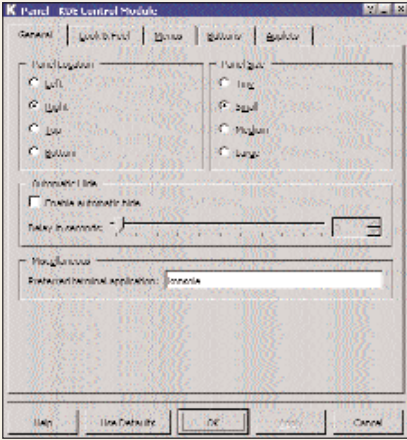 Panel - KDE Control Module
General Look & Feel Menus Buttons Applets
Panel Location
Panel Size
Left
Tiny
Right
Small
Top
Medium
Bottom
Large
Automatic Hide
Enable automatic hide
Delay in seconds:
Miscellaneous
Preferred terminal application: konsole
Help Use Defaults OK Apply Cancel